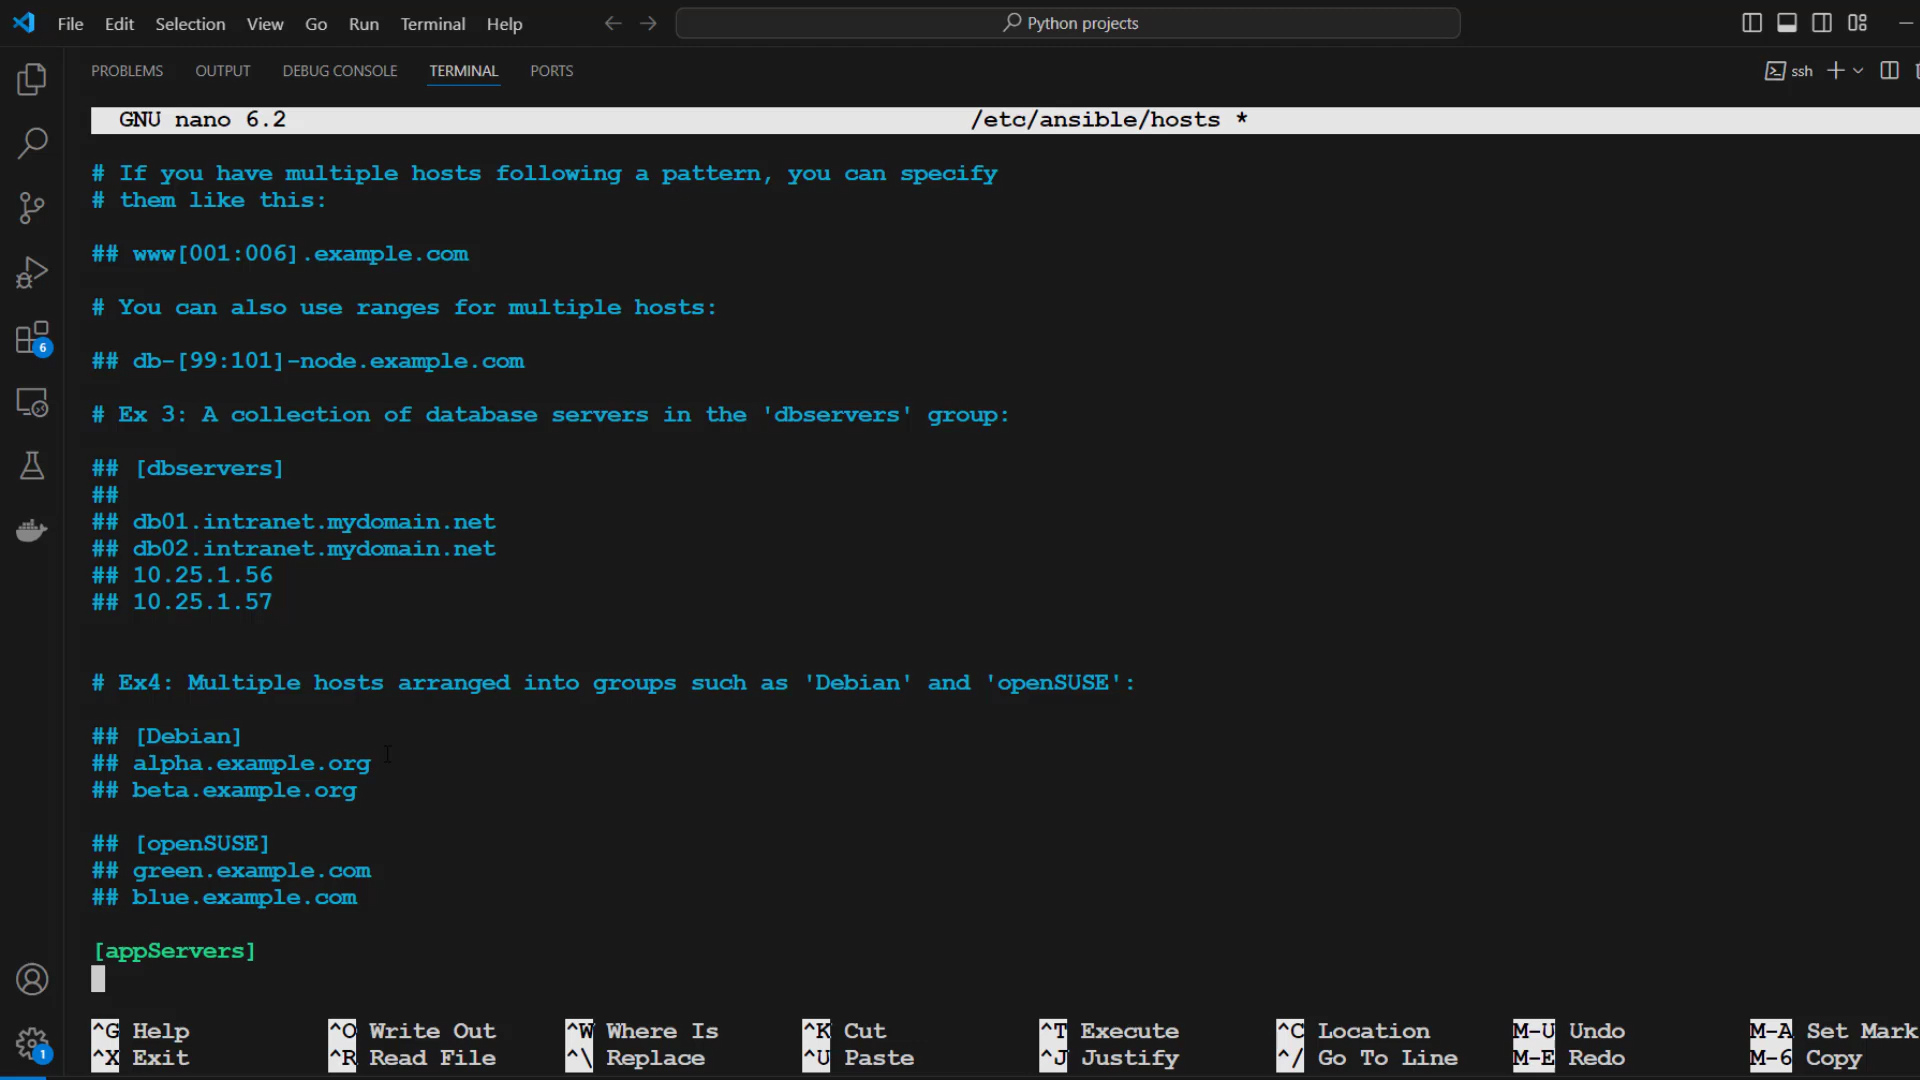 File Edit Selection View Go Run Terminal Help
Python projects
PROBLEMS OUTPUT DEBUG CONSOLE TERMINAL PORTS
ssh
GNU nano 6.2 /etc/ansible/hosts *
# If you have multiple hosts following a pattern, you can specify
# them like this:
## www[001:006].example.com
# You can also use ranges for multiple hosts:
## db-[99:101]-node.example.com
# Ex 3: A collection of database servers in the 'dbservers' group:
## [dbservers]
##
## db01.intranet.mydomain.net
## db02.intranet.mydomain.net
## 10.25.1.56
## 10.25.1.57
# Ex4: Multiple hosts arranged into groups such as 'Debian' and 'openSUSE':
## [Debian]
## alpha.example.org
## beta.example.org
## [openSUSE]
## green.example.com
## blue.example.com
[appServers]
^G Help ^O Write Out ^W Where Is ^K Cut ^T Execute ^C Location M-U Undo M-A Set Mark
^X Exit ^R Read File ^\ Replace ^U Paste ^J Justify ^/ Go To Line M-E Redo M-6 Copy
6
1